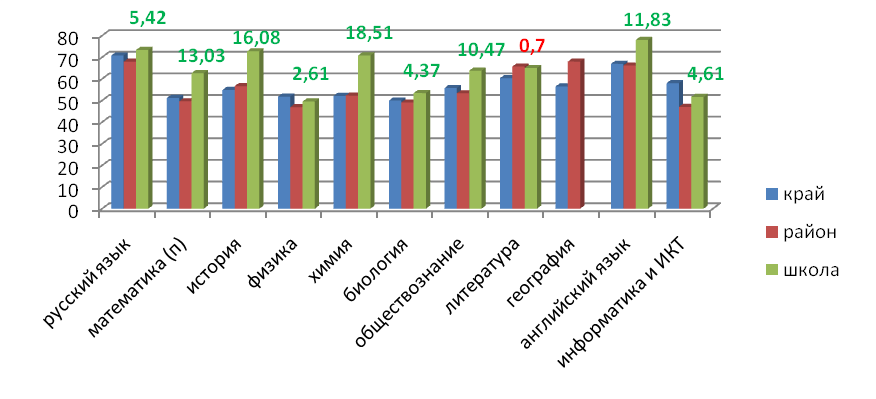 5,42
13,03
16,08
2,61
18,51
4,37
10,47
0,7
11,83
4,61
80
70
60
50
40
30
20
10
0
русский язык
математика (п)
история
физика
химия
биология
обществознание
литература
география
английский язык
информатика и ИКТ
край
район
школа